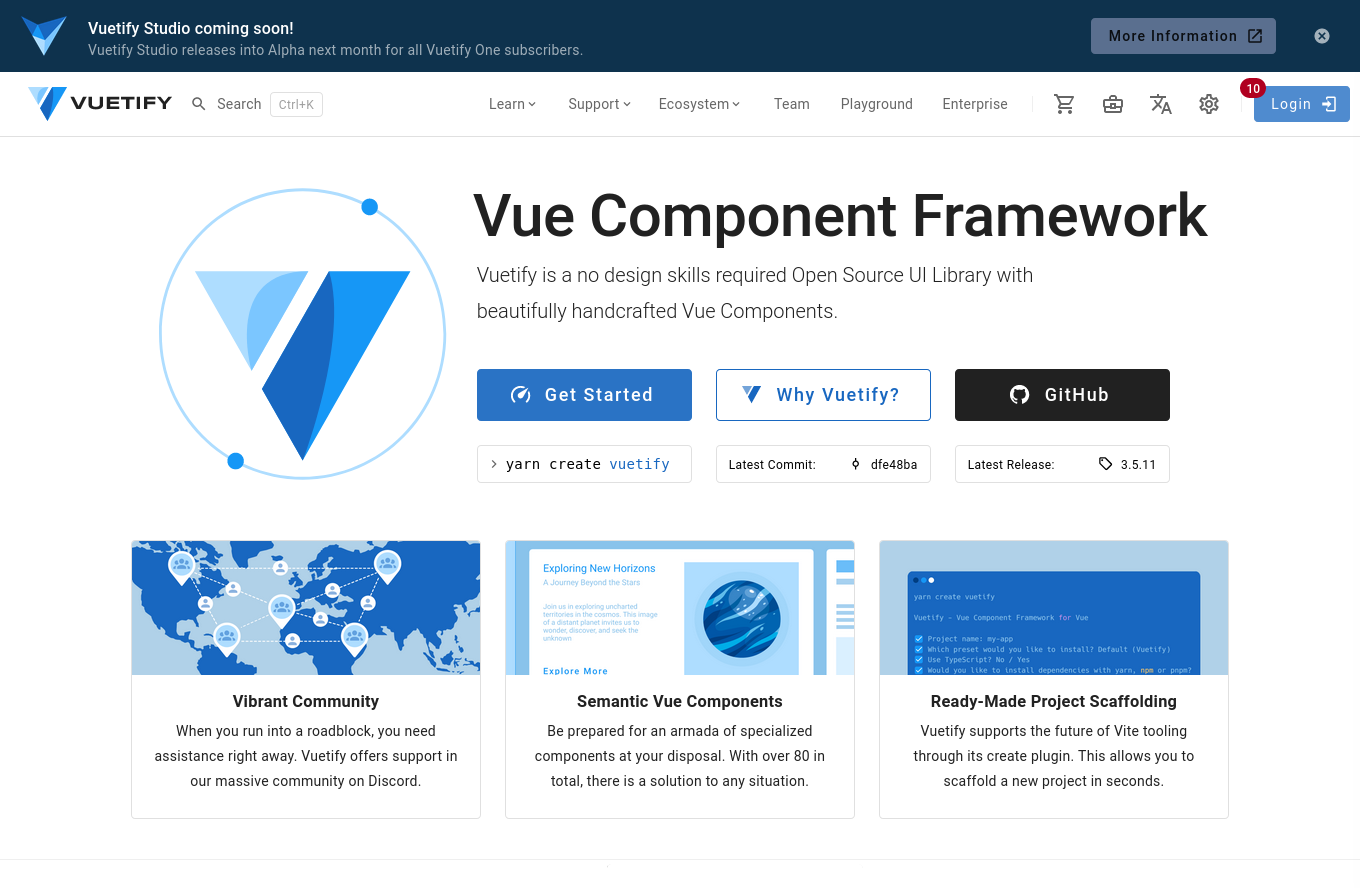 Vuetify Studio coming soon!
Vuetify Studio releases into Alpha next month for all Vuetify One subscribers.
More Information
VUETIFY
Search
Ctrl+K
Learn
Support
Ecosystem
Team
Playground
Enterprise
10
Login
Vue Component Framework
Vuetify is a no design skills required Open Source UI Library with
beautifully handcrafted Vue Components.
Get Started
Why Vuetify?
GitHub
yarn create vuetify
Latest Commit:
dfe48ba
Latest Release:
3.5.11
Vibrant Community
When you run into a roadblock, you need
assistance right away. Vuetify offers support in
our massive community on Discord.
Exploring New Horizons
A Journey Beyond the Stars
Join us in exploring uncharted
territories in the cosmos. This image
of a distant planet invites us to
wonder, discover, and seek the
unknown
Explore More
Semantic Vue Components
Be prepared for an armada of specialized
components at your disposal. With over 80 in
total, there is a solution to any situation.
yarn create vuetify
Vuetify - Vue Component Framework for Vue
Project name: my-app
Which preset would you like to install? Default (Vuetify)
Use TypeScript? No / Yes
Would you like to install dependencies with yarn, npm or pnpm?
Ready-Made Project Scaffolding
Vuetify supports the future of Vite tooling
through its create plugin. This allows you to
scaffold a new project in seconds.